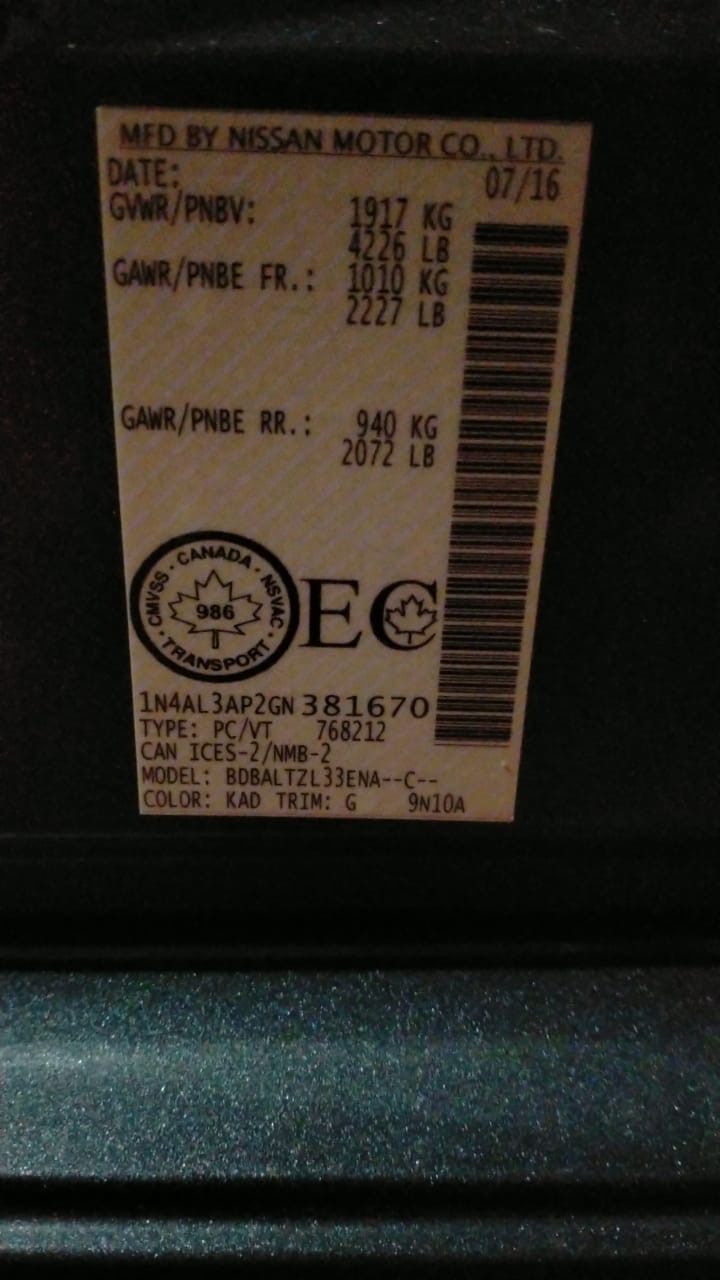 MFD BY NISSAN MOTOR CO., LTD.
DATE: 07/16
GVWR/PNBV: 1917 KG
4226 LB
GAWR/PNBE FR.: 1010 KG
2227 LB
GAWR/PNBE RR.: 940 KG
2072 LB
CANADA
CMVSS 986 NSVAC
TRANSPORT
EC
1N4AL3AP2GN381670
TYPE: PC/VT 768212
CAN ICES-2/NMB-2
MODEL: BDBALTZL33ENA--C--
COLOR: KAD TRIM: G 9N10A